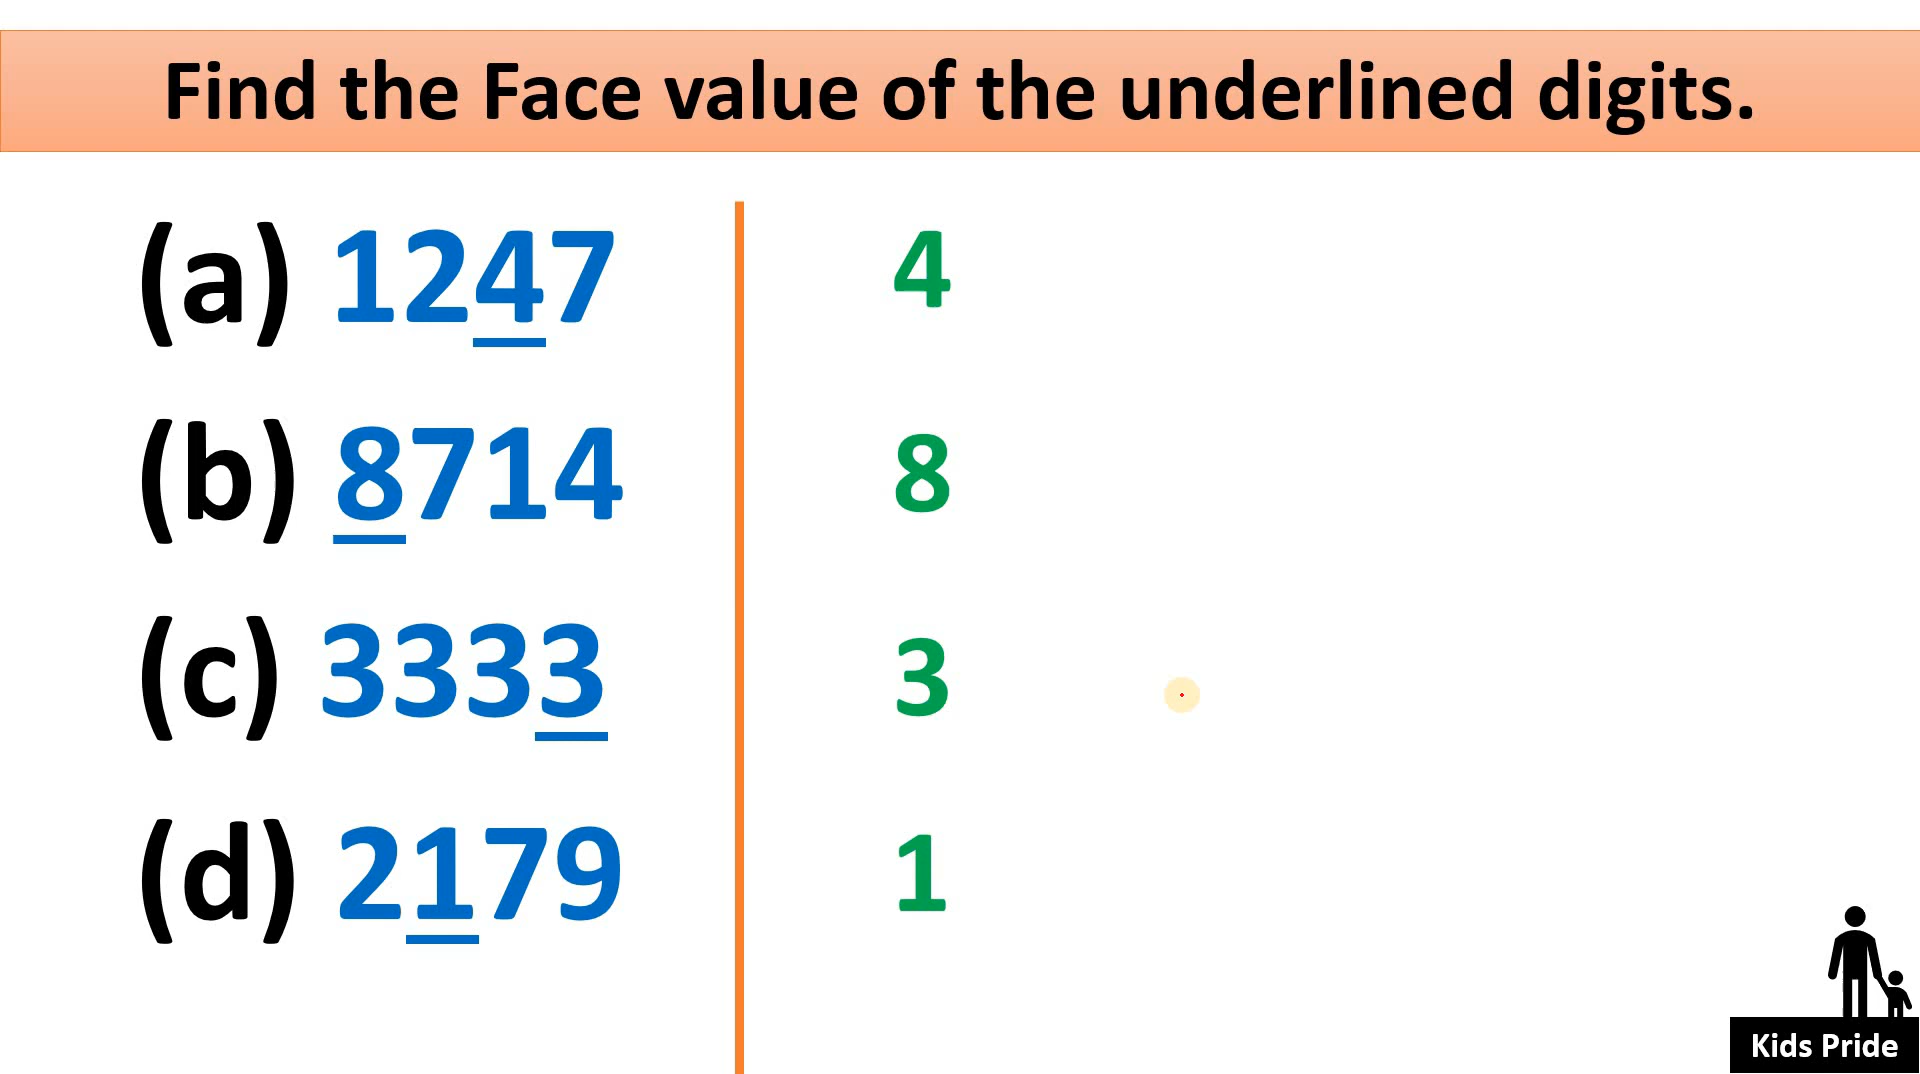 Find the Face value of the underlined digits.
(a) 1247 4
(b) 8714 8
(c) 3333 3
(d) 2179 1
Kids Pride